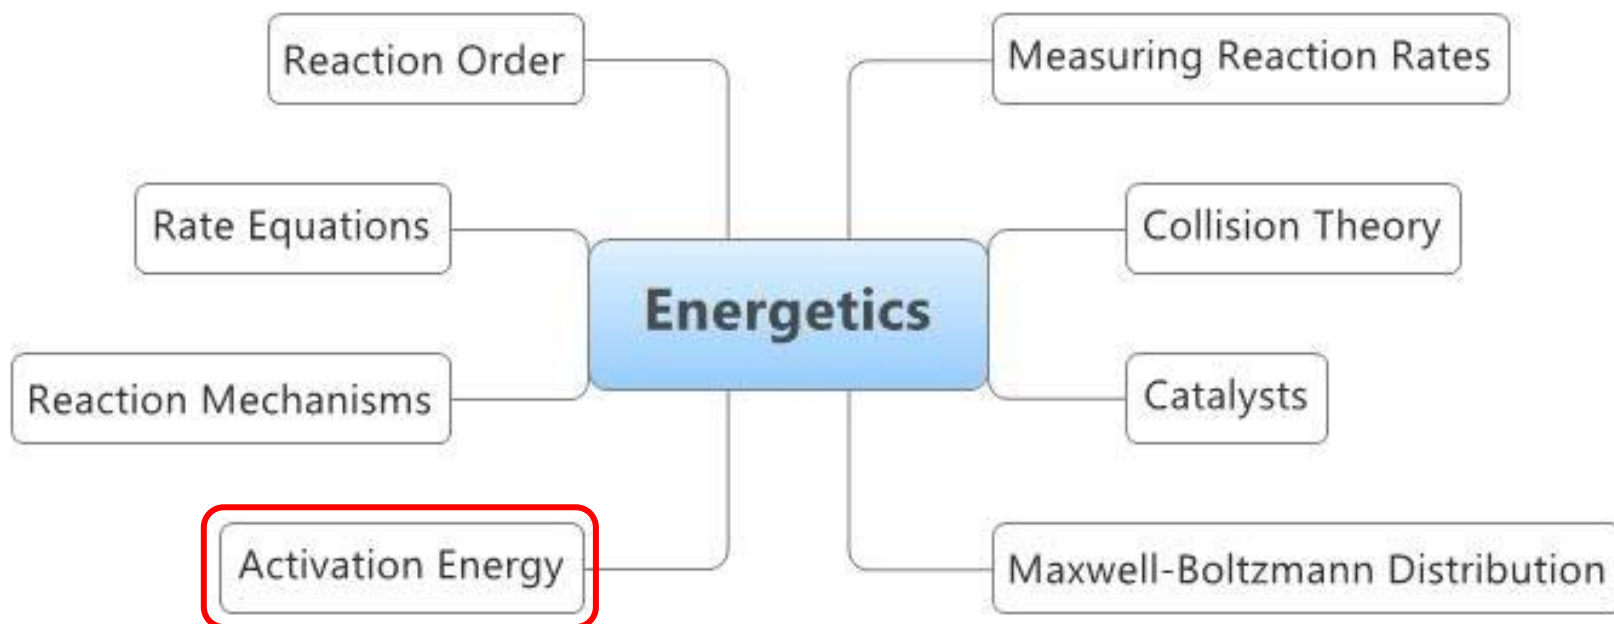 Reaction Order
Measuring Reaction Rates
Rate Equations
Collision Theory
Energetics
Reaction Mechanisms
Catalysts
Activation Energy
Maxwell-Boltzmann Distribution